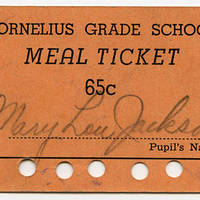 ORNELIUS GRADE SCHOO
MEAL TICKET
65c
Mary Lou Jacks
Pupil's Na